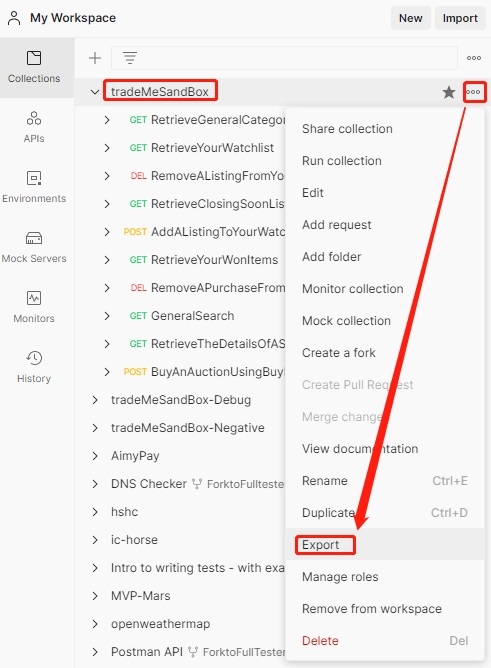 My Workspace
New
Import
Collections
APIs
Environments
Mock Servers
Monitors
History
tradeMeSandBox
GET RetrieveGeneralCategor
GET RetrieveYourWatchlist
DEL RemoveAListingFromYo
GET RetrieveClosingSoonLis
POST AddAListingToYourWatc
GET RetrieveYourWonItems
DEL RemoveAPurchaseFrom
GET GeneralSearch
GET RetrieveTheDetailsOfAS
POST BuyAnAuctionUsingBuy
tradeMeSandBox-Debug
tradeMeSandBox-Negative
AimyPay
DNS Checker ForktoFullteste
hshc
ic-horse
Intro to writing tests - with exa
MVP-Mars
openweathermap
Postman API ForktoFullTester
Share collection
Run collection
Edit
Add request
Add folder
Monitor collection
Mock collection
Create a fork
Create Pull Request
Merge changes
View documentation
Rename Ctrl+E
Duplicate Ctrl+D
Export
Manage roles
Remove from workspace
Delete Del